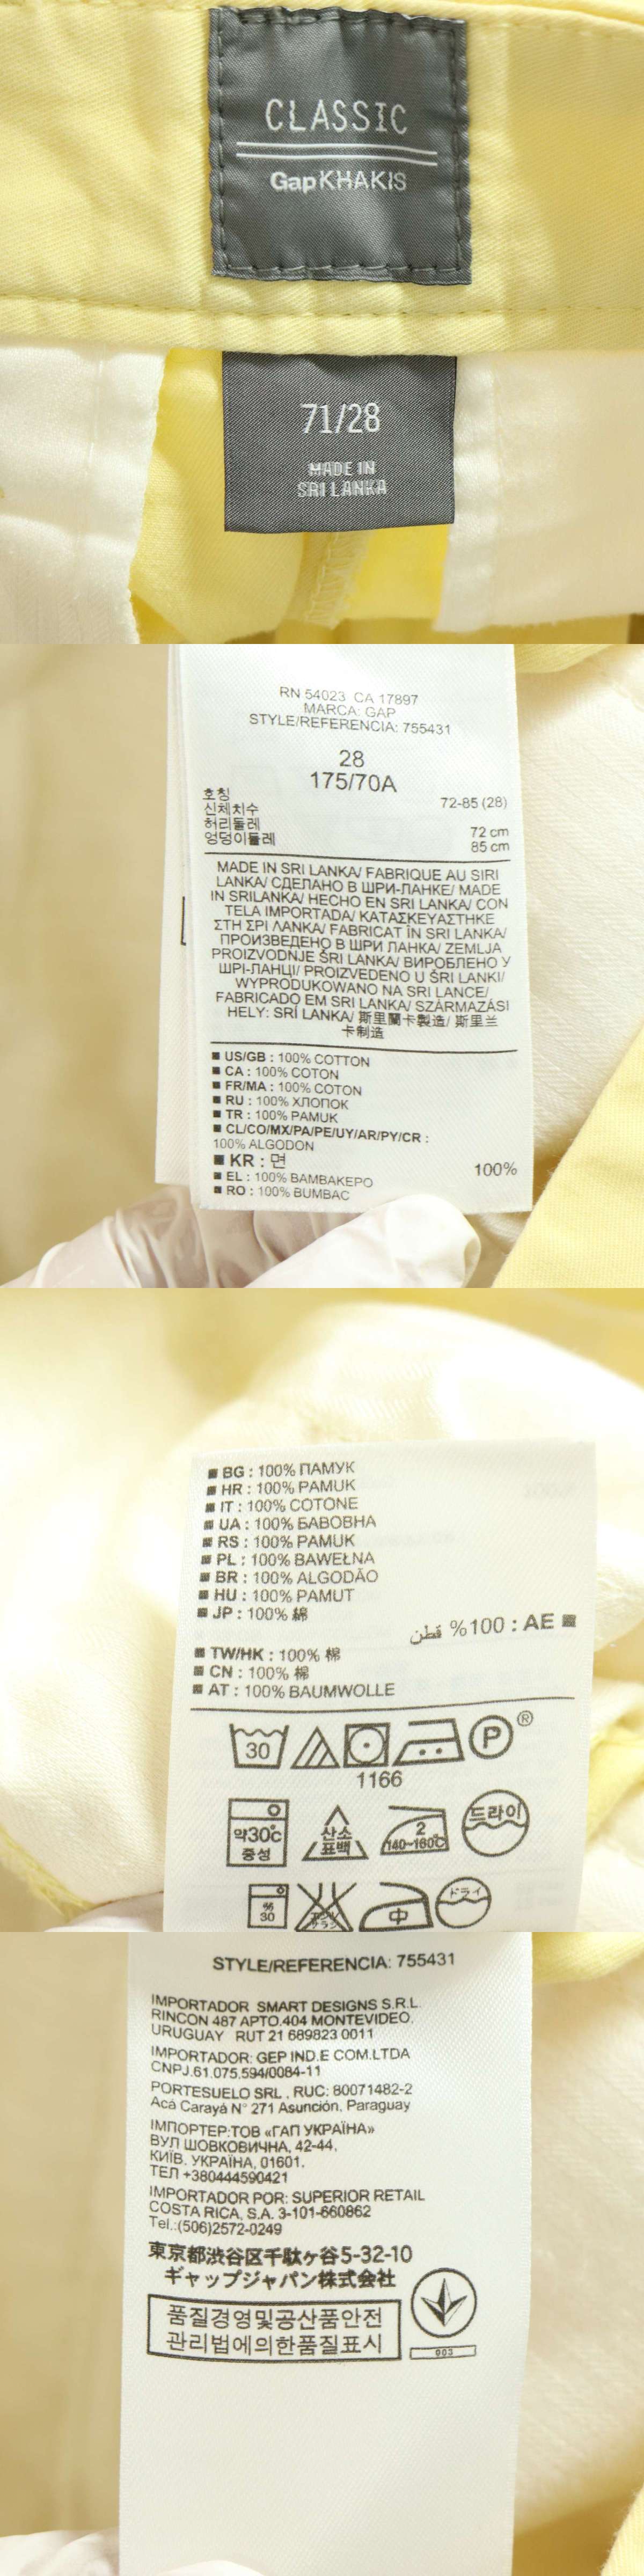 CLASSIC
GapKHAKIS
71/28
MADE IN
SRI LANKA
RN 54023 CA 17897
MARCA: GAP
STYLE/REFERENCIA: 755431
28
175/70A
호칭 72-85 (28)
신체치수
허리둘레 72 cm
엉덩이둘레 85 cm
MADE IN SRI LANKA/ FABRIQUE AU SIRI
LANKA/ СДЕЛАНО В ШРИ-ЛАНКЕ/ MADE
IN SRILANKA/ HECHO EN SRI LANKA/ CON
TELA IMPORTADA/ ΚΑΤΑΣΚΕΥΑΣΤΗΚΕ
ΣΤΗ ΣΡΙ ΛΑΝΚΑ/ FABRICAT ÎN SRI LANKA/
ПРОИЗВЕДЕНО В ШРИ ЛАНКА/ ZEMLJA
PROIZVODNJE ŠRI LANKA/ ВИРОБЛЕНО У
ШРІ-ЛАНЦІ/ PROIZVEDENO U ŠRI LANKI/
WYPRODUKOWANO NA SRI LANCE/
FABRICADO EM SRI LANKA/ SZÁRMAZÁSI
HELY: SRÍ LANKA/ 斯里蘭卡製造/ 斯里兰
卡制造
■ US/GB : 100% COTTON
■ CA : 100% COTON
■ FR/MA : 100% COTON
■ RU : 100% ХЛОПОК
■ TR : 100% PAMUK
■ CL/CO/MX/PA/PE/UY/AR/PY/CR :
100% ALGODON
■ KR : 면 100%
■ EL : 100% ΒΑΜΒΑΚΕΡΟ
■ RO : 100% BUMBAC
■ BG : 100% ПАМУК
■ HR : 100% PAMUK
■ IT : 100% COTONE
■ UA : 100% БАВОВНА
■ RS : 100% PAMUK
■ PL : 100% BAWEŁNA
■ BR : 100% ALGODÃO
■ HU : 100% PAMUT
■ JP : 100% 綿
■ AE : 100% قطن
■ TW/HK : 100% 棉
■ CN : 100% 棉
■ AT : 100% BAUMWOLLE
30 P ®
1166
약30℃
중성
산소
표백
2
140~160℃
드라이
30
中
ドライ
STYLE/REFERENCIA: 755431
IMPORTADOR SMART DESIGNS S.R.L.
RINCON 487 APTO.404 MONTEVIDEO,
URUGUAY RUT 21 689823 0011
IMPORTADOR: GEP IND.E COM.LTDA
CNPJ.61.075.594/0084-11
PORTESUELO SRL , RUC: 80071482-2
Acá Carayá N° 271 Asunción, Paraguay
ІМПОРТЕР:ТОВ «ГАП УКРАЇНА»
ВУЛ ШОВКОВИЧНА, 42-44,
КИЇВ, УКРАЇНА, 01601,
ТЕЛ +380444590421
IMPORTADOR POR: SUPERIOR RETAIL
COSTA RICA, S.A. 3-101-660862
Tel.:(506)2572-0249
東京都渋谷区千駄ヶ谷5-32-10
ギャップジャパン株式会社
품질경영및공산품안전
관리법에의한품질표시
003